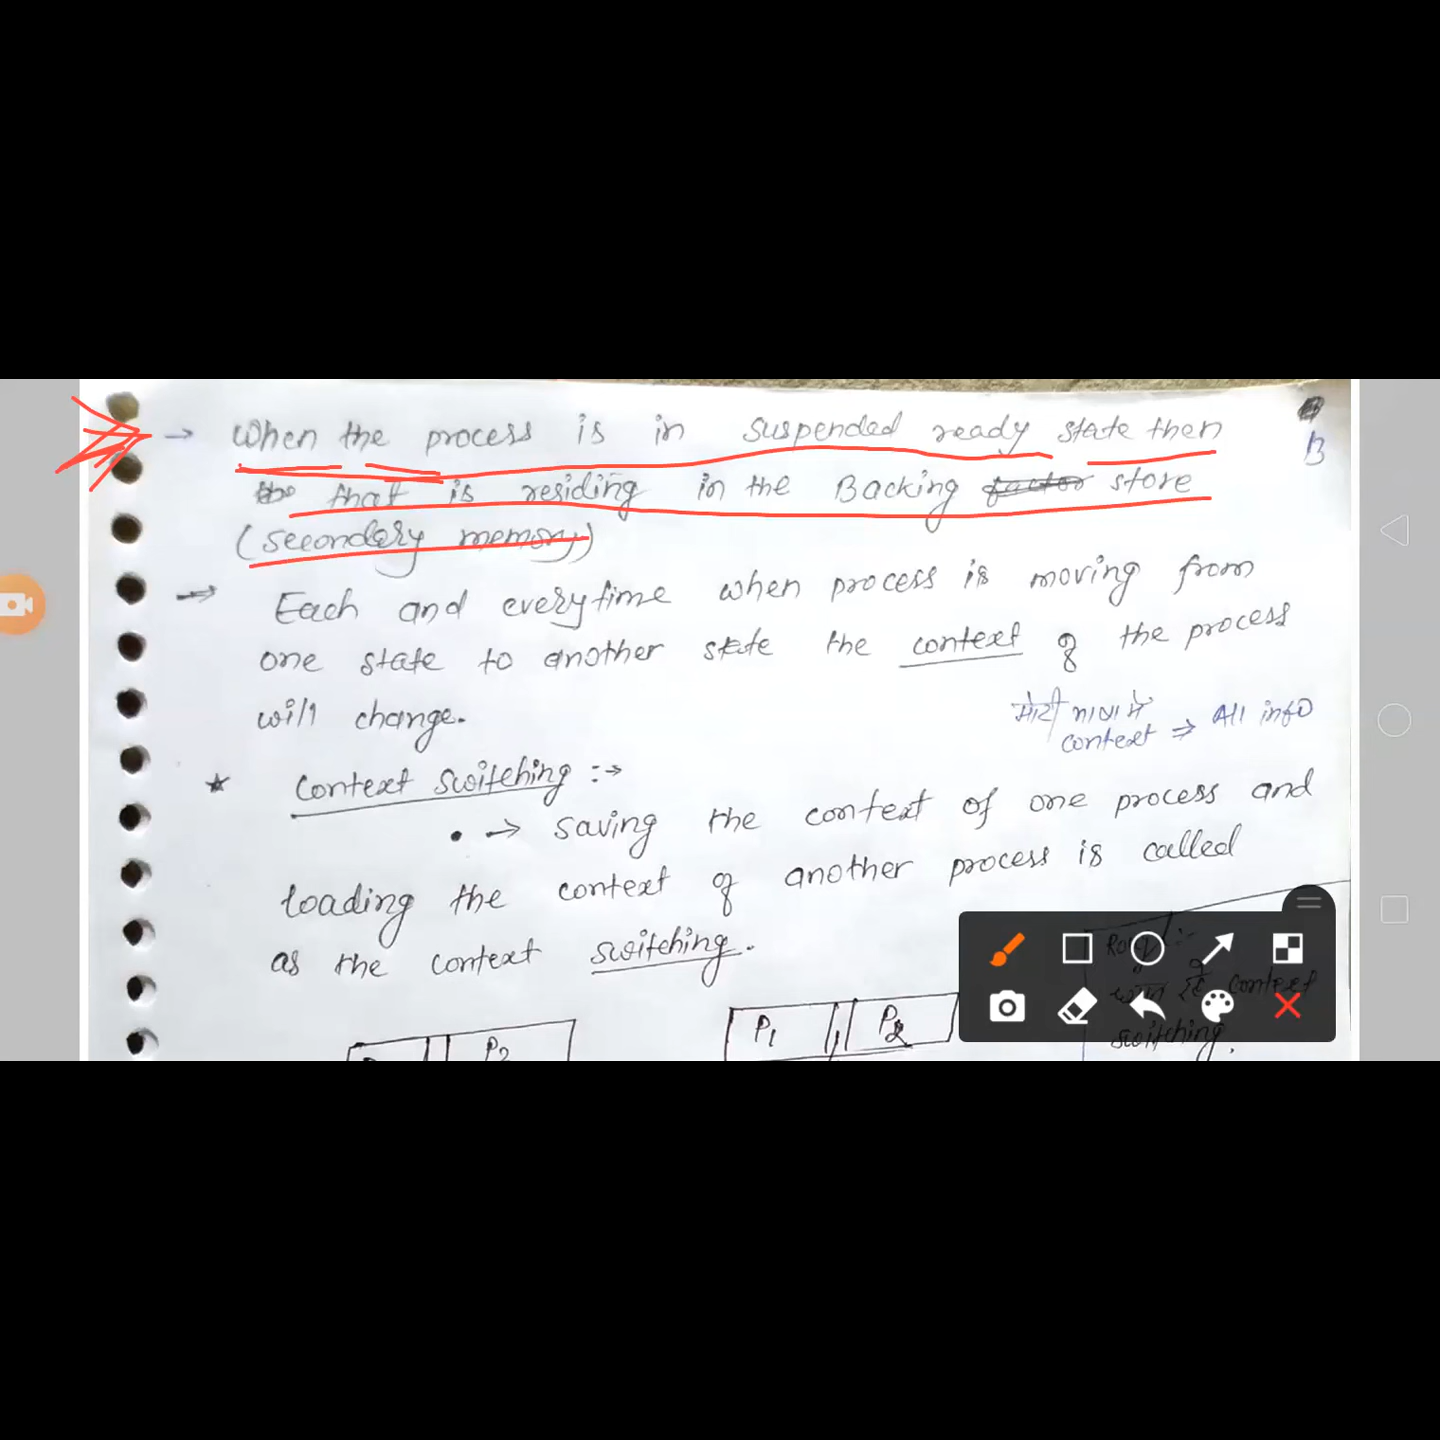 → When the process is in suspended ready state then
that is residing in the Backing store
(secondary memory)
B
→ Each and everytime when process is moving from
one state to another state the context of the process
will change.
मोटी भाषा मे
context ⇒ All info
* Context switching :→
• → saving the context of one process and
loading the context of another process is called
as the context switching.
P2
P1 P2
context
switching.